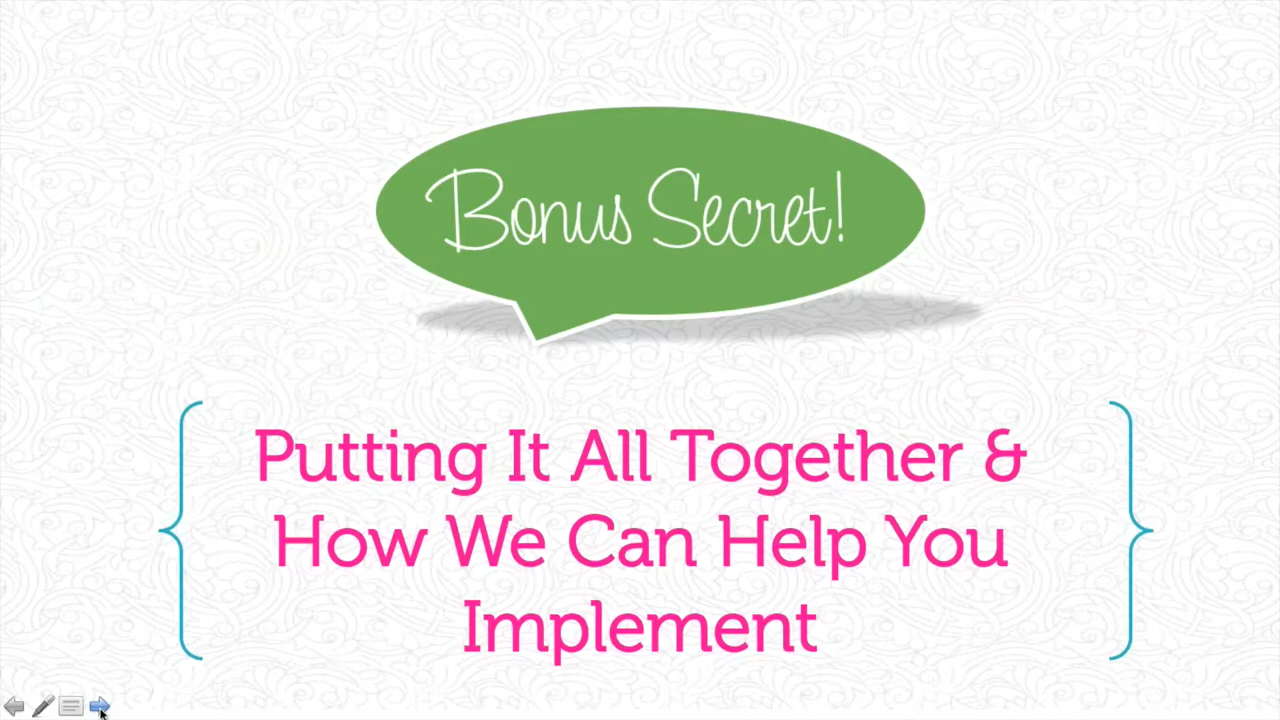 Bonus Secret!
Putting It All Together &
How We Can Help You
Implement